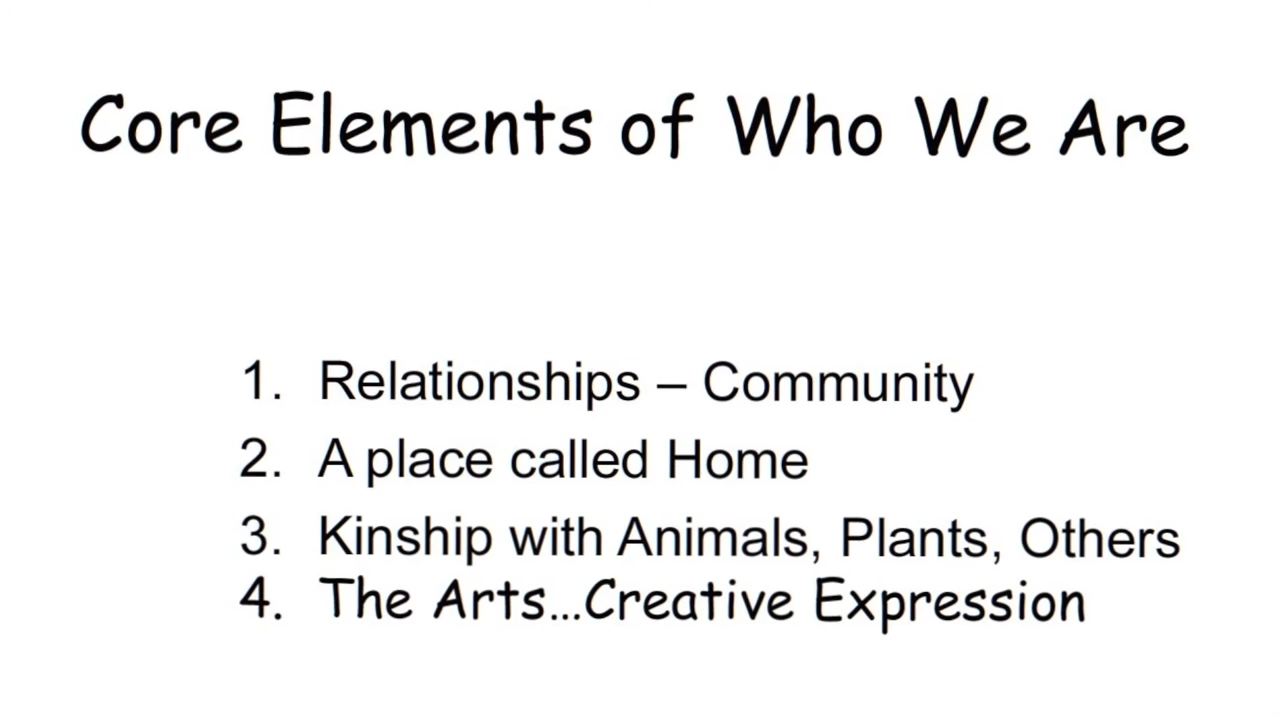 Core Elements of Who We Are
1. Relationships – Community
2. A place called Home
3. Kinship with Animals, Plants, Others
4. The Arts...Creative Expression